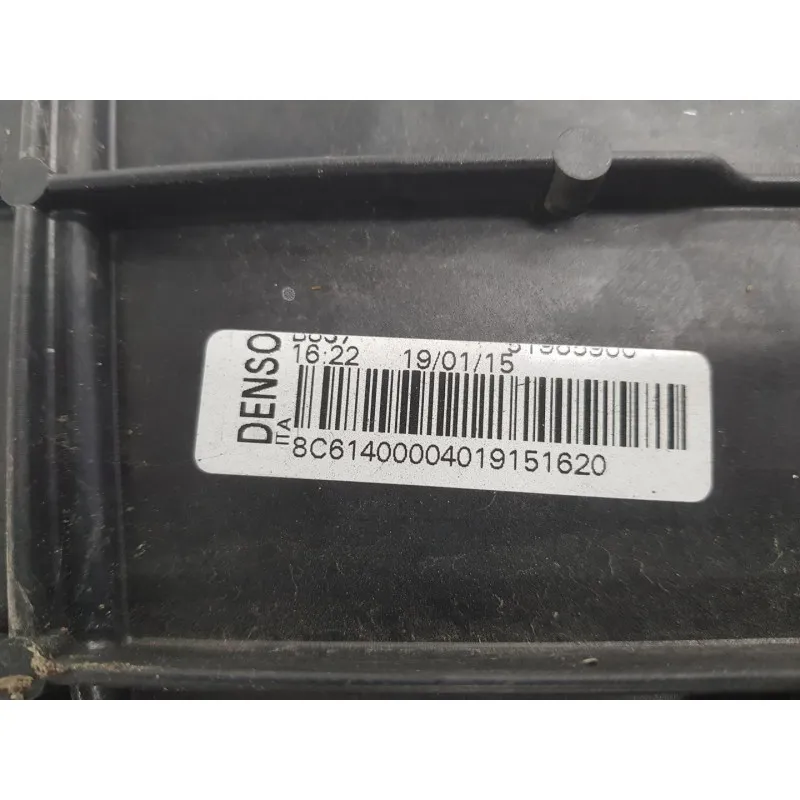 DENSO
16:22 19/01/15
ITA
8C61400004019151620